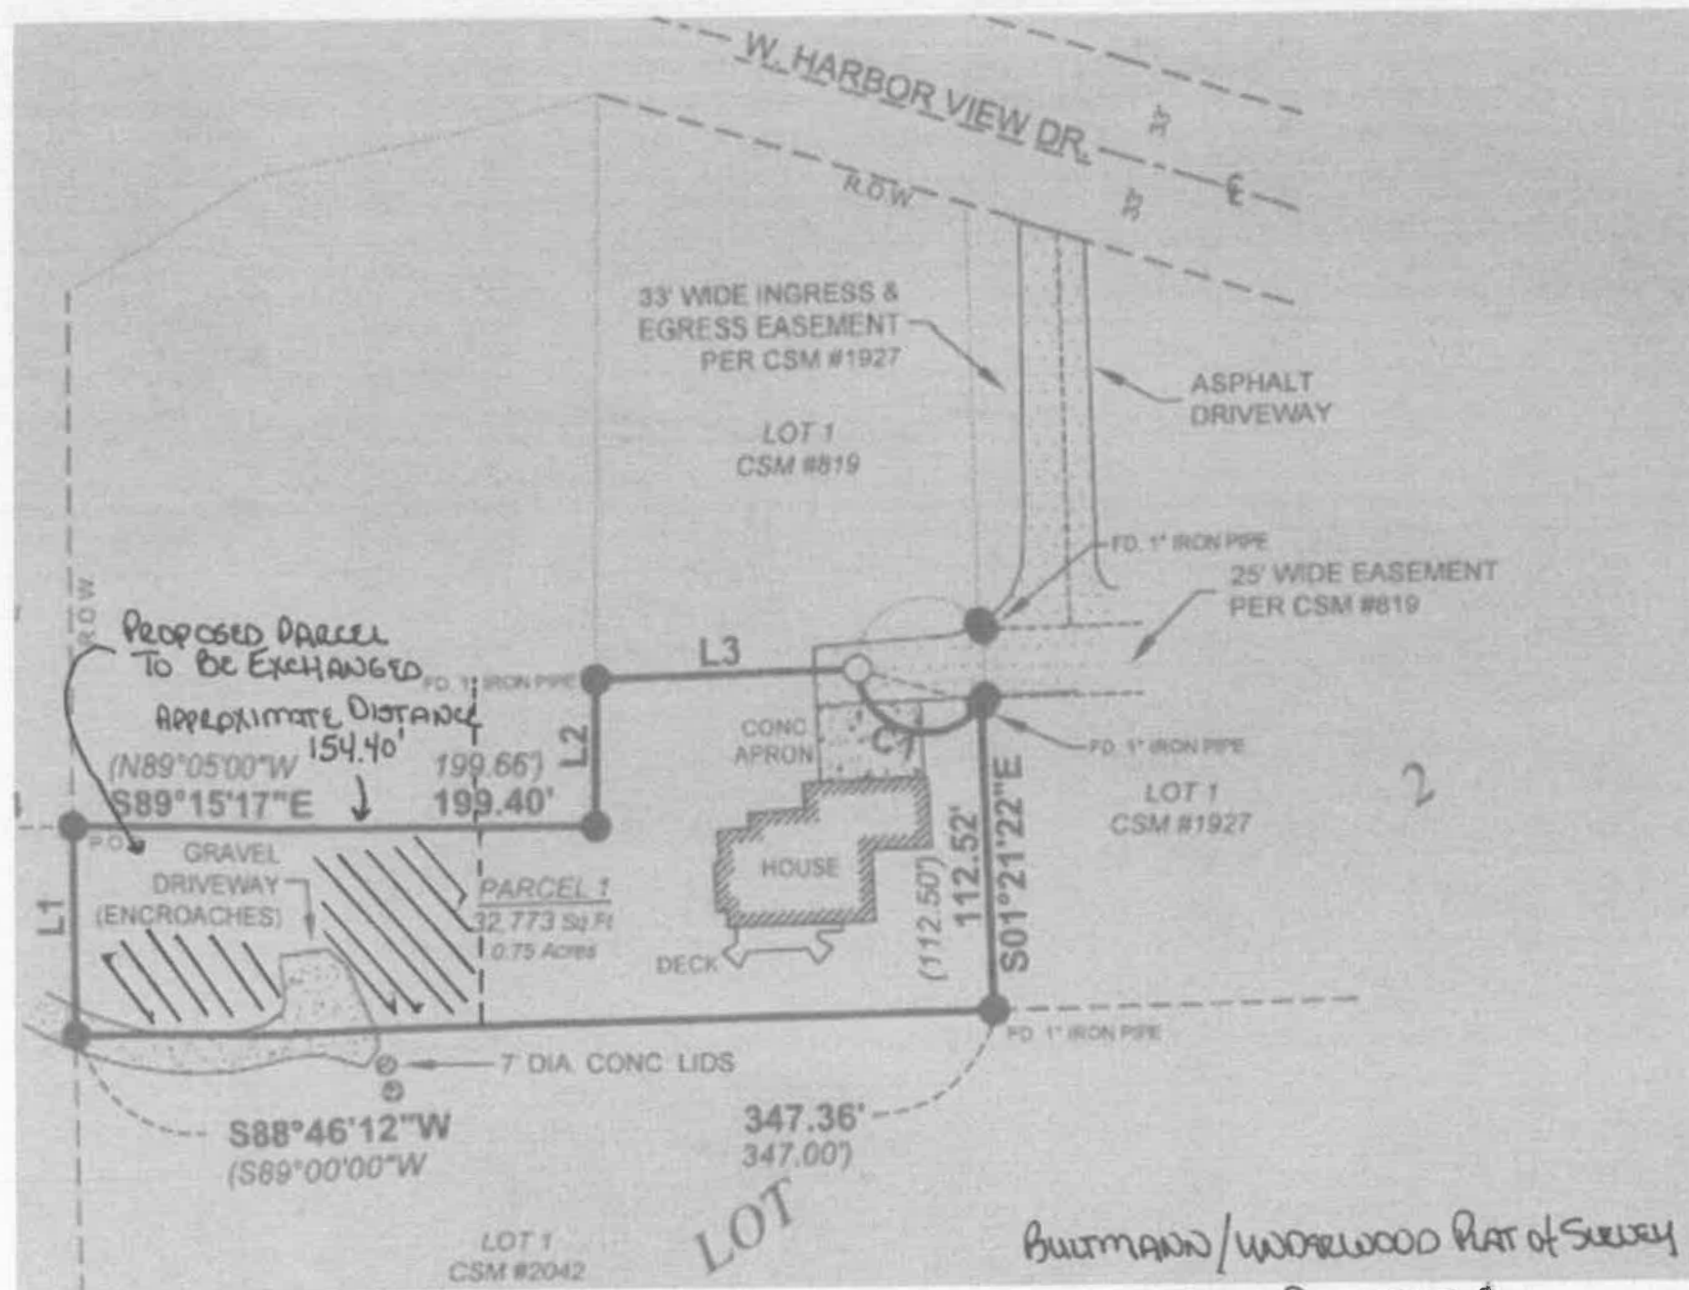 W. HARBOR VIEW DR.
33'
33'
R.O.W
33' WIDE INGRESS &
EGRESS EASEMENT
PER CSM #1927
ASPHALT
DRIVEWAY
LOT 1
CSM #819
FD. 1" IRON PIPE
25' WIDE EASEMENT
PER CSM #819
ROW
PROPOSED PARCEL
TO BE EXCHANGED
FD. 1" IRON PIPE
L3
APPROXIMATE DISTANCE
154.40'
(N89°05'00"W 199.66')
S89°15'17"E 199.40'
L2
CONC
APRON
C1
FD. 1" IRON PIPE
LOT 1
CSM #1927
2
P.O.
GRAVEL
DRIVEWAY
(ENCROACHES)
L1
PARCEL 1
32,773 Sq.Ft
0.75 Acres
HOUSE
DECK
(112.50')
112.52'
S01°21'22"E
FD. 1" IRON PIPE
7' DIA. CONC. LIDS
S88°46'12"W 347.36'
(S89°00'00"W 347.00')
LOT
LOT 1
CSM #2042
BULTMANN/UNDERWOOD PLAT of SURVEY